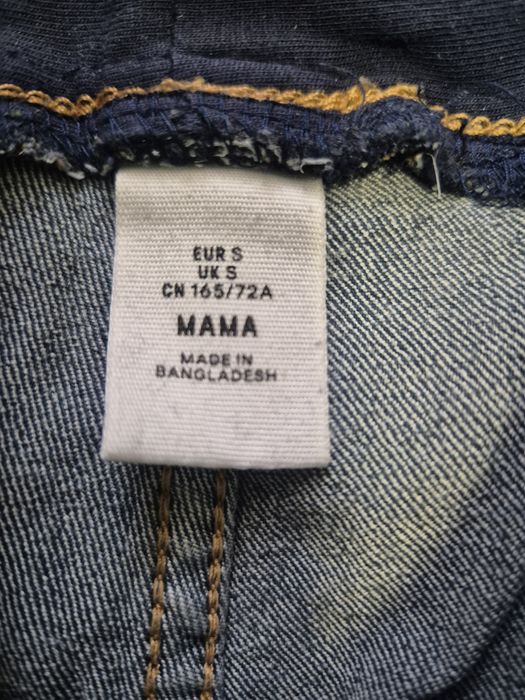 EUR S
UK S
CN 165/72A
MAMA
MADE IN
BANGLADESH